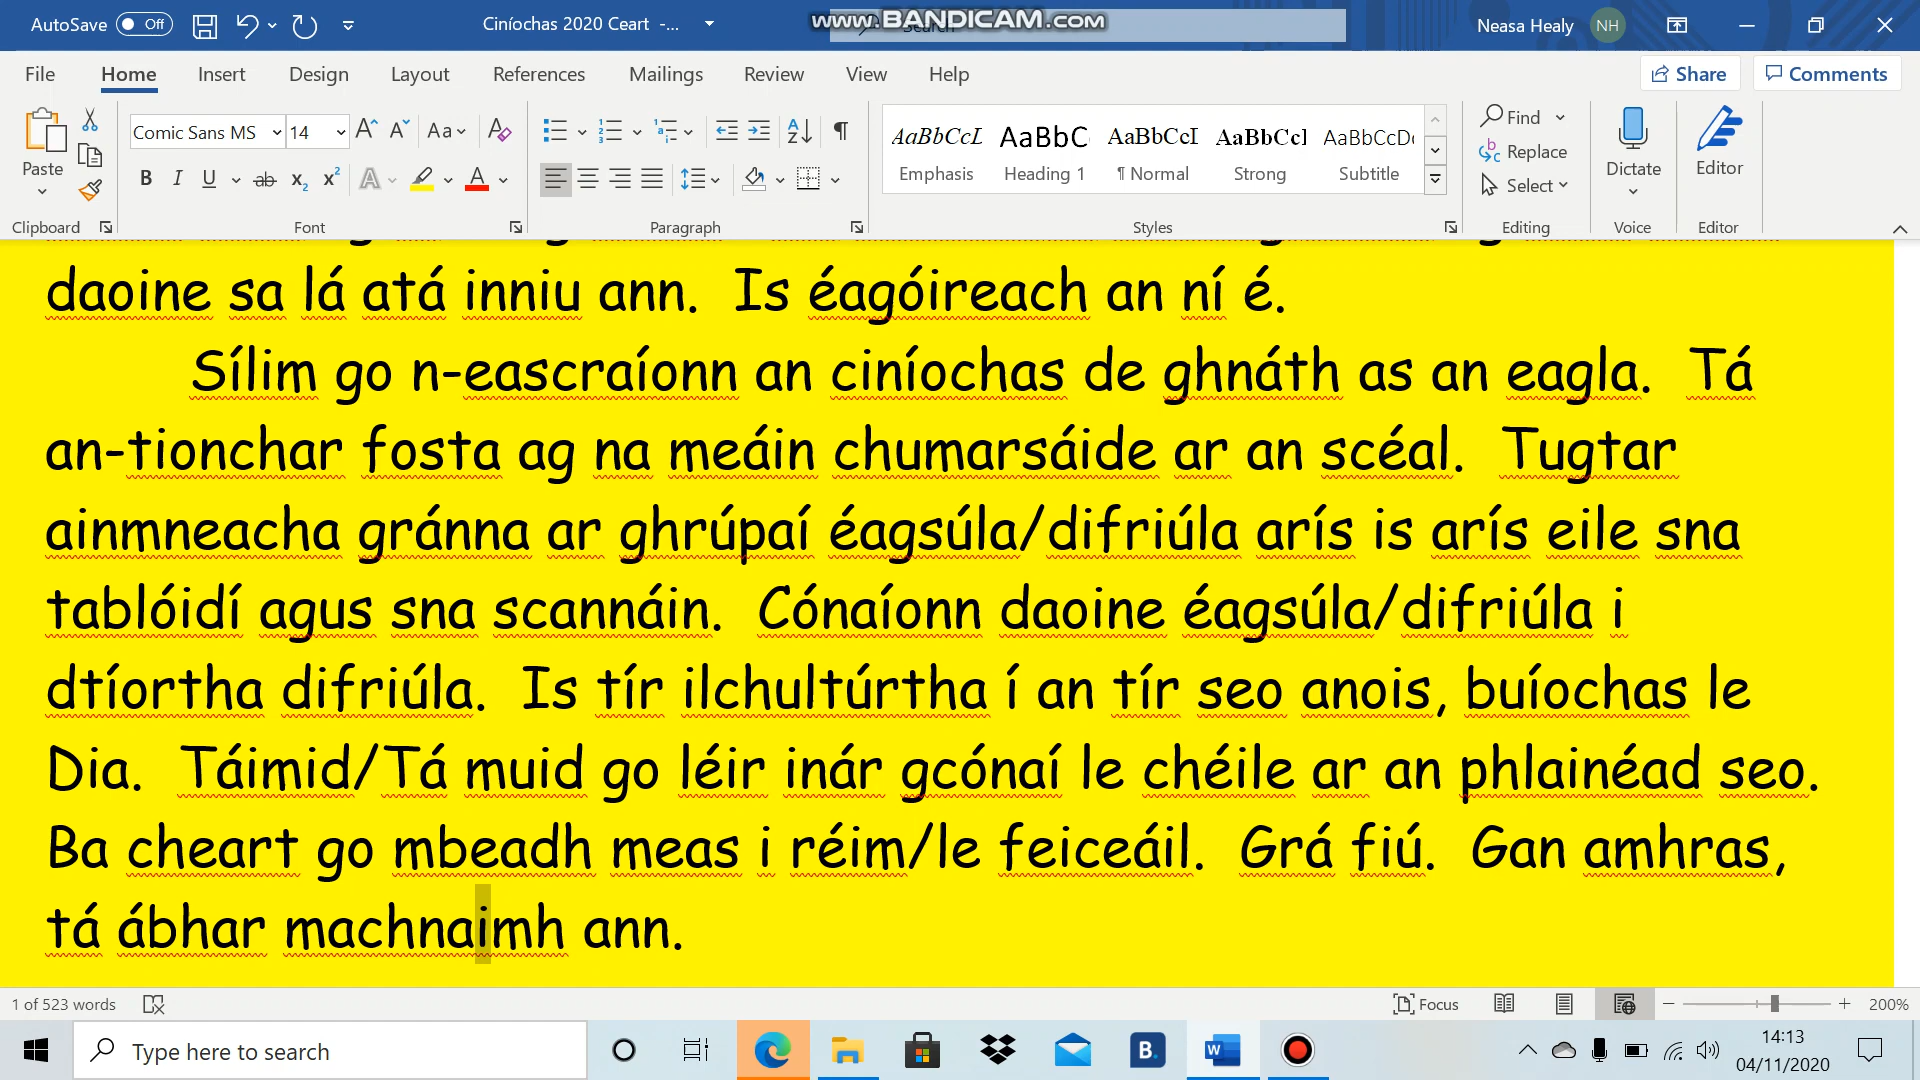 AutoSave Off
Ciníochas 2020 Ceart -...
www.BANDICAM.com
Search
Neasa Healy NH
File Home Insert Design Layout References Mailings Review View Help Share Comments
Paste
Comic Sans MS 14
Aa
AaBbCcL AaBbC AaBbCcI AaBbCcI AaBbCcD
Emphasis Heading 1 ¶ Normal Strong Subtitle
Find
Replace
Select
Dictate
Editor
Clipboard Font Paragraph Styles Editing Voice Editor
daoine sa lá atá inniu ann. Is éagóireach an ní é.
Sílim go n-eascraíonn an ciníochas de ghnáth as an eagla. Tá
an-tionchar fosta ag na meáin chumarsáide ar an scéal. Tugtar
ainmneacha gránna ar ghrúpaí éagsúla/difriúla arís is arís eile sna
tablóidí agus sna scannáin. Cónaíonn daoine éagsúla/difriúla i
dtíortha difriúla. Is tír ilchultúrtha í an tír seo anois, buíochas le
Dia. Táimid/Tá muid go léir inár gcónaí le chéile ar an phlainéad seo.
Ba cheart go mbeadh meas i réim/le feiceáil. Grá fiú. Gan amhras,
tá ábhar machnaimh ann.
1 of 523 words
Focus
200%
Type here to search
B.
W
14:13
04/11/2020